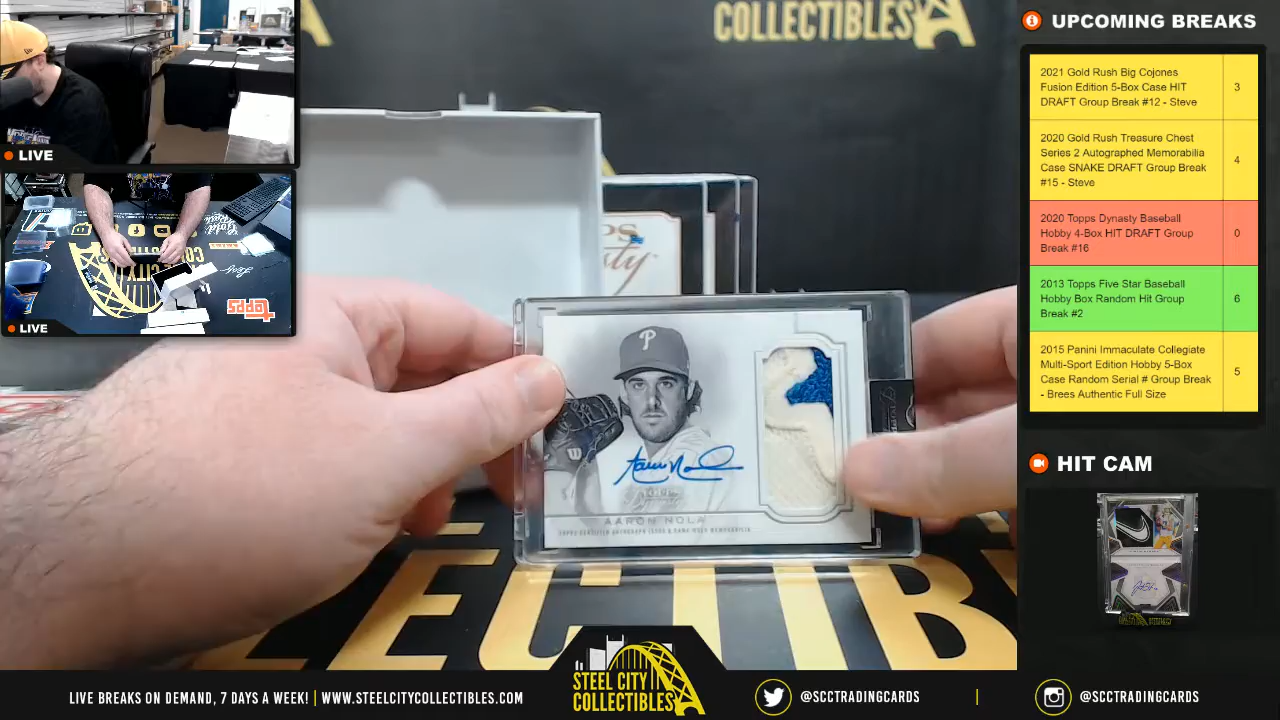 COLLECTIBLES
LIVE
LIVE
topps
P
AARON NOLA
UPCOMING BREAKS
2021 Gold Rush Big Cojones
Fusion Edition 5-Box Case HIT
DRAFT Group Break #12 - Steve
3
2020 Gold Rush Treasure Chest
Series 2 Autographed Memorabilia
Case SNAKE DRAFT Group Break
#15 - Steve
4
2020 Topps Dynasty Baseball
Hobby 4-Box HIT DRAFT Group
Break #16
0
2013 Topps Five Star Baseball
Hobby Box Random Hit Group
Break #2
6
2015 Panini Immaculate Collegiate
Multi-Sport Edition Hobby 5-Box
Case Random Serial # Group Break
- Brees Authentic Full Size
5
HIT CAM
STEEL CITY
COLLECTIBLES
LIVE BREAKS ON DEMAND, 7 DAYS A WEEK! | WWW.STEELCITYCOLLECTIBLES.COM
@SCCTRADINGCARDS
@SCCTRADINGCARDS